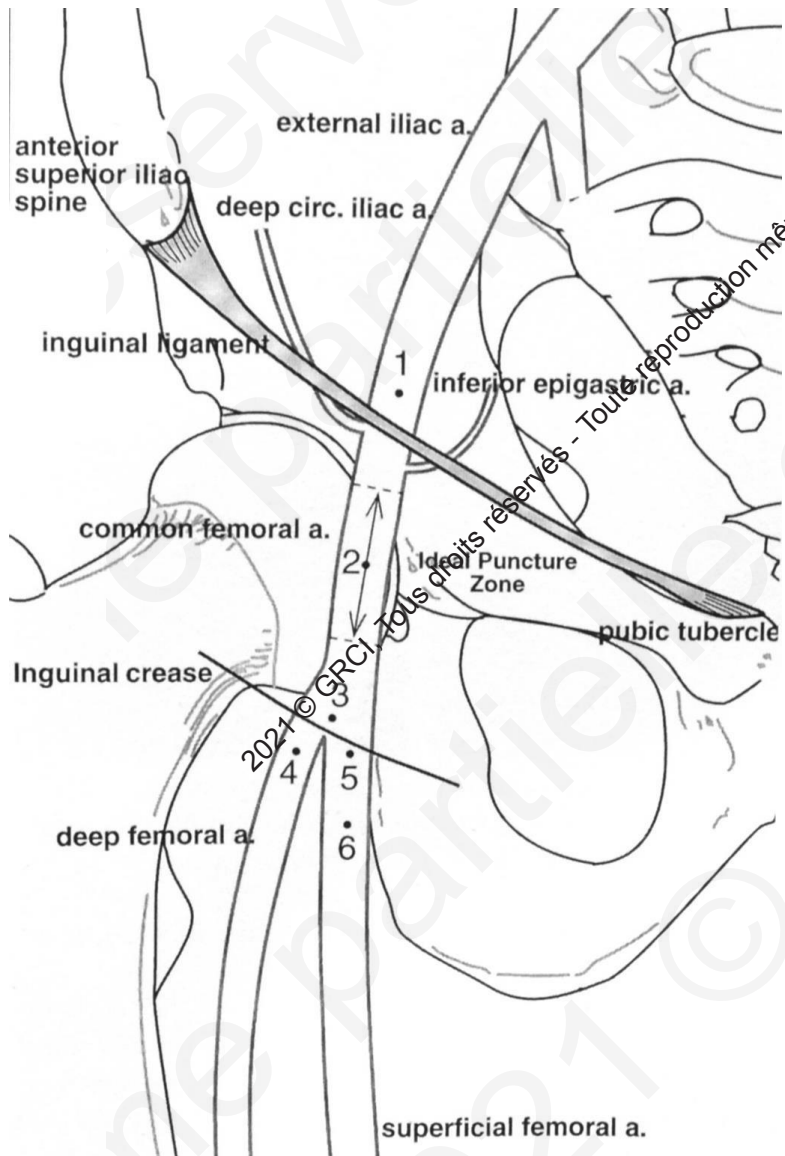 external iliac a.
anterior
superior iliac
spine
deep circ. iliac a.
inguinal ligament
1
inferior epigastric a.
common femoral a.
2
Ideal Puncture
Zone
pubic tubercle
Inguinal crease
3
4
5
deep femoral a.
6
superficial femoral a.
2021 © GRCI, Tous droits réservés - Toute reproduction